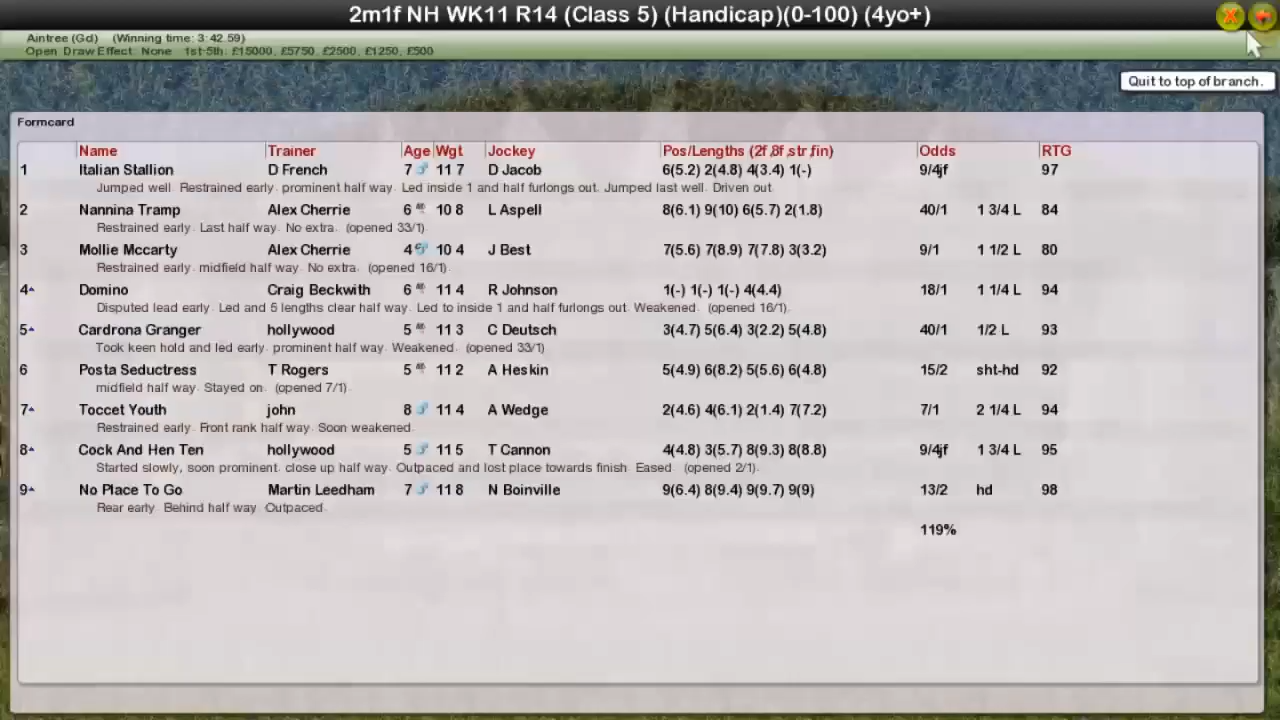 2m1f NH WK11 R14 (Class 5) (Handicap)(0-100) (4yo+)
Aintree (Gd) (Winning time: 3:42.59)
Open. Draw Effect: None 1st-5th: £15000, £5750, £2500, £1250, £500
Quit to top of branch.
Formcard
Name Trainer Age Wgt Jockey Pos/Lengths (2f,8f,str,fin) Odds RTG
1 Italian Stallion D French 7 11 7 D Jacob 6(5.2) 2(4.8) 4(3.4) 1(-) 9/4jf 97
Jumped well. Restrained early. prominent half way. Led inside 1 and half furlongs out. Jumped last well. Driven out.
2 Nannina Tramp Alex Cherrie 6 10 8 L Aspell 8(6.1) 9(10) 6(5.7) 2(1.8) 40/1 1 3/4 L 84
Restrained early. Last half way. No extra. (opened 33/1).
3 Mollie Mccarty Alex Cherrie 4 10 4 J Best 7(5.6) 7(8.9) 7(7.8) 3(3.2) 9/1 1 1/2 L 80
Restrained early. midfield half way. No extra. (opened 16/1).
4 Domino Craig Beckwith 6 11 4 R Johnson 1(-) 1(-) 1(-) 4(4.4) 18/1 1 1/4 L 94
Disputed lead early. Led and 5 lengths clear half way. Led to inside 1 and half furlongs out. Weakened. (opened 16/1).
5 Cardrona Granger hollywood 5 11 3 C Deutsch 3(4.7) 5(6.4) 3(2.2) 5(4.8) 40/1 1/2 L 93
Took keen hold and led early. prominent half way. Weakened. (opened 33/1)
6 Posta Seductress T Rogers 5 11 2 A Heskin 5(4.9) 6(8.2) 5(5.6) 6(4.8) 15/2 sht-hd 92
midfield half way. Stayed on. (opened 7/1)
7 Toccet Youth john 8 11 4 A Wedge 2(4.6) 4(6.1) 2(1.4) 7(7.2) 7/1 2 1/4 L 94
Restrained early. Front rank half way. Soon weakened.
8 Cock And Hen Ten hollywood 5 11 5 T Cannon 4(4.8) 3(5.7) 8(9.3) 8(8.8) 9/4jf 1 3/4 L 95
Started slowly, soon prominent. close up half way. Outpaced and lost place towards finish. Eased. (opened 2/1).
9 No Place To Go Martin Leedham 7 11 8 N Boinville 9(6.4) 8(9.4) 9(9.7) 9(9) 13/2 hd 98
Rear early. Behind half way. Outpaced.
119%